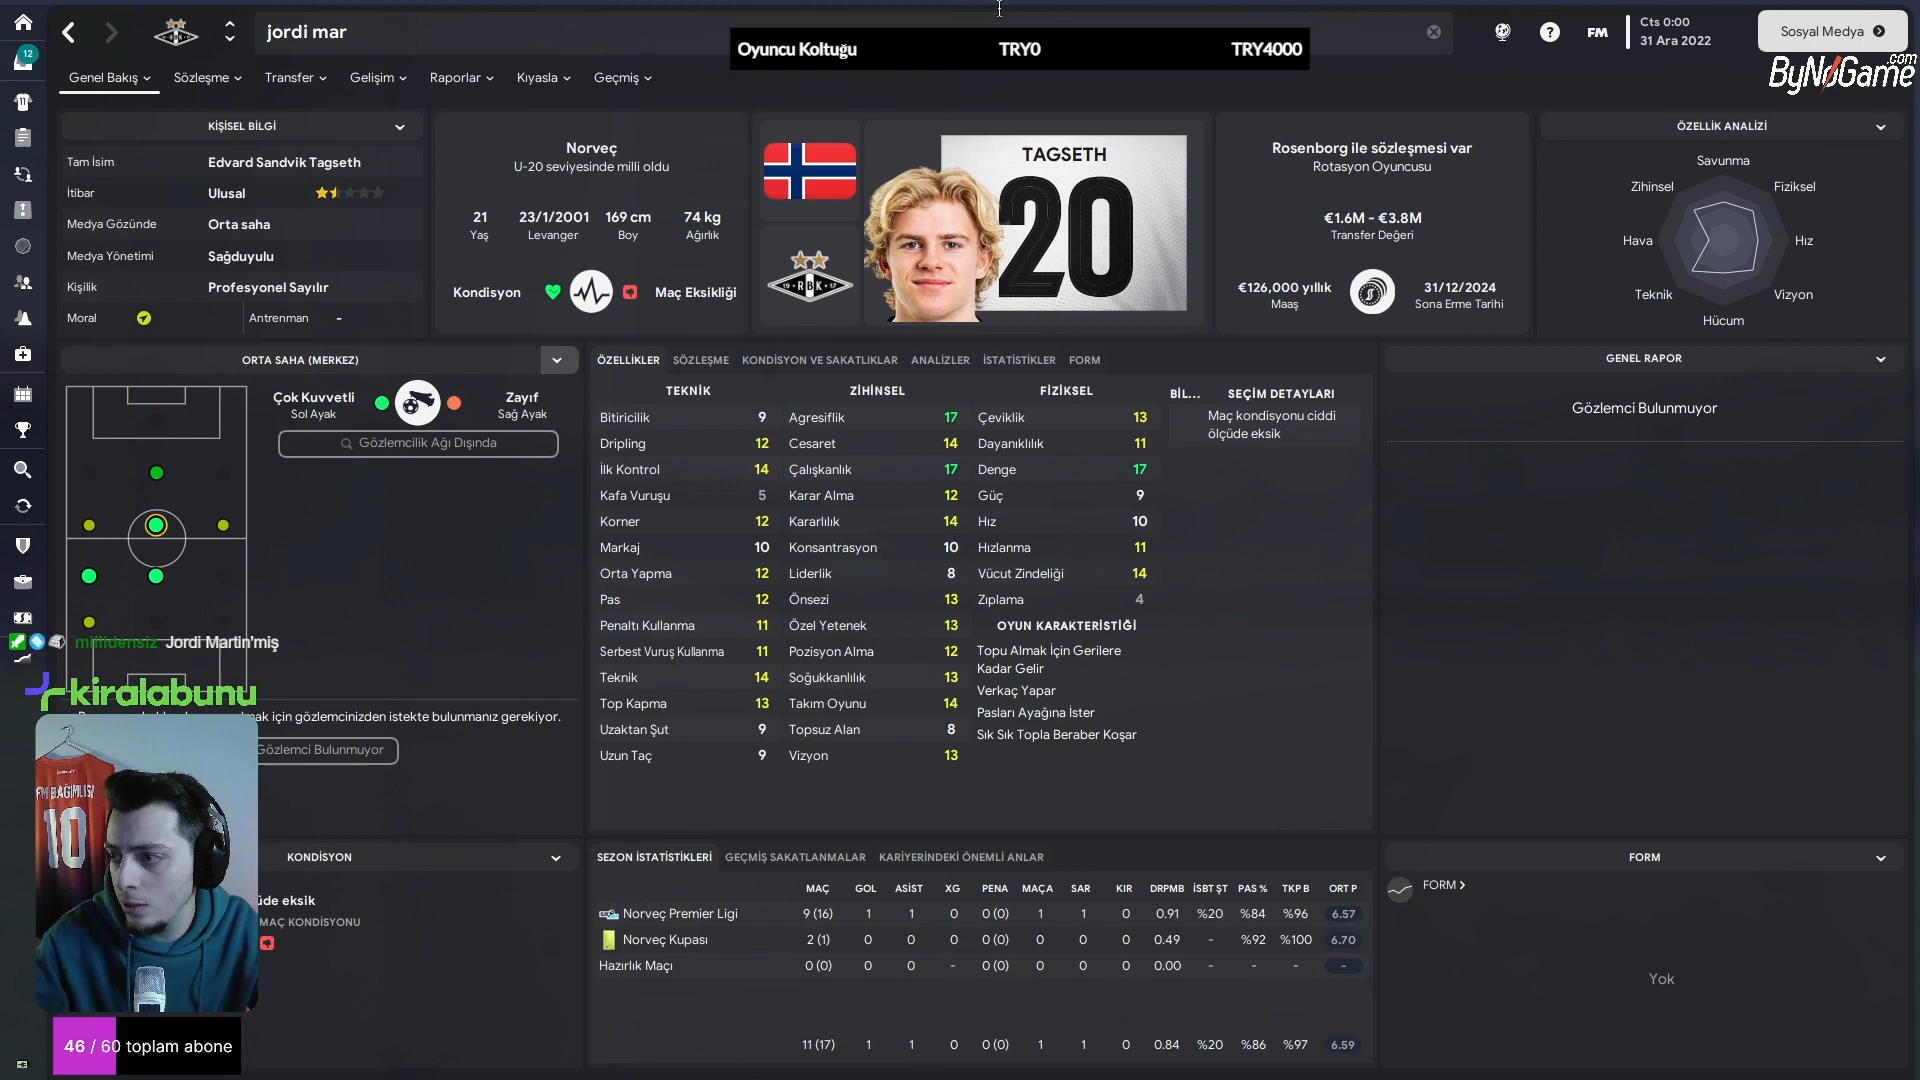 jordi mar
Oyuncu Koltuğu TRY0 TRY4000
FM
Cts 0:00
31 Ara 2022
Sosyal Medya
ByNoGame.com
12
Genel Bakış Sözleşme Transfer Gelişim Raporlar Kıyasla Geçmiş
KİŞİSEL BİLGİ
Tam İsim Edvard Sandvik Tagseth
İtibar Ulusal
Medya Gözünde Orta saha
Medya Yönetimi Sağduyulu
Kişilik Profesyonel Sayılır
Moral Antrenman -
Norveç
U-20 seviyesinde milli oldu
21 23/1/2001 169 cm 74 kg
Yaş Levanger Boy Ağırlık
Kondisyon Maç Eksikliği
19 RBK 17
TAGSETH
20
Rosenborg ile sözleşmesi var
Rotasyon Oyuncusu
€1.6M - €3.8M
Transfer Değeri
€126,000 yıllık 31/12/2024
Maaş Sona Erme Tarihi
ÖZELLİK ANALİZİ
Savunma
Zihinsel Fiziksel
Hava Hız
Teknik Vizyon
Hücum
ORTA SAHA (MERKEZ)
Çok Kuvvetli Zayıf
Sol Ayak Sağ Ayak
Gözlemcilik Ağı Dışında
millidensiz Jordi Martin'miş
kiralabunu
mak için gözlemcinizden istekte bulunmanız gerekiyor.
Gözlemci Bulunmuyor
FM BAĞIMLISI
10
ÖZELLİKLER SÖZLEŞME KONDİSYON VE SAKATLIKLAR ANALİZLER İSTATİSTİKLER FORM
TEKNİK ZİHİNSEL FİZİKSEL BİL... SEÇİM DETAYLARI
Bitiricilik 9 Agresiflik 17 Çeviklik 13
Maç kondisyonu ciddi
ölçüde eksik
Dripling 12 Cesaret 14 Dayanıklılık 11
İlk Kontrol 14 Çalışkanlık 17 Denge 17
Kafa Vuruşu 5 Karar Alma 12 Güç 9
Korner 12 Kararlılık 14 Hız 10
Markaj 10 Konsantrasyon 10 Hızlanma 11
Orta Yapma 12 Liderlik 8 Vücut Zindeliği 14
Pas 12 Önsezi 13 Zıplama 4
Penaltı Kullanma 11 Özel Yetenek 13 OYUN KARAKTERİSTİĞİ
Serbest Vuruş Kullanma 11 Pozisyon Alma 12 Topu Almak İçin Gerilere
Kadar Gelir
Teknik 14 Soğukkanlılık 13 Verkaç Yapar
Top Kapma 13 Takım Oyunu 14 Pasları Ayağına İster
Uzaktan Şut 9 Topsuz Alan 8 Sık Sık Topla Beraber Koşar
Uzun Taç 9 Vizyon 13
GENEL RAPOR
Gözlemci Bulunmuyor
KONDİSYON
üde eksik
MAÇ KONDİSYONU
46 / 60 toplam abone
SEZON İSTATİSTİKLERİ GEÇMİŞ SAKATLANMALAR KARİYERİNDEKİ ÖNEMLİ ANLAR
MAÇ GOL ASİST XG PENA MAÇA SAR KIR DRPMB İSBT ŞT PAS % TKP B ORT P
Norveç Premier Ligi 9 (16) 1 1 0 0 (0) 1 1 0 0.91 %20 %84 %96 6.57
Norveç Kupası 2 (1) 0 0 0 0 (0) 0 0 0 0.49 - %92 %100 6.70
Hazırlık Maçı 0 (0) 0 0 - 0 (0) 0 0 0 0.00 - - - -
11 (17) 1 1 0 0 (0) 1 1 0 0.84 %20 %86 %97 6.59
FORM
FORM >
Yok